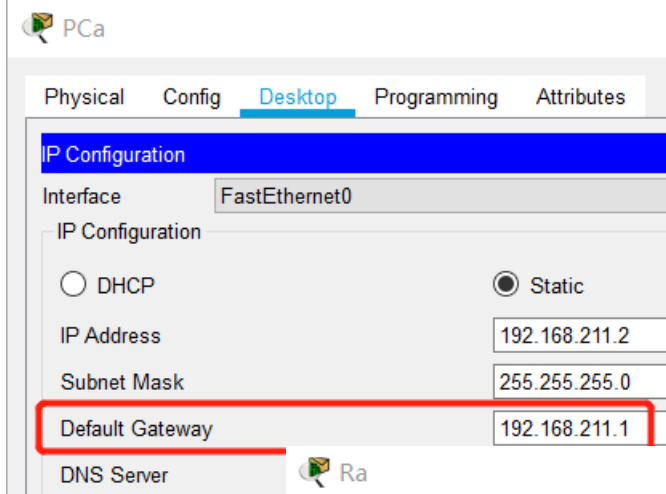 PCa
Physical Config Desktop Programming Attributes
IP Configuration
Interface FastEthernet0
IP Configuration
DHCP Static
IP Address 192.168.211.2
Subnet Mask 255.255.255.0
Default Gateway 192.168.211.1
DNS Server
Ra